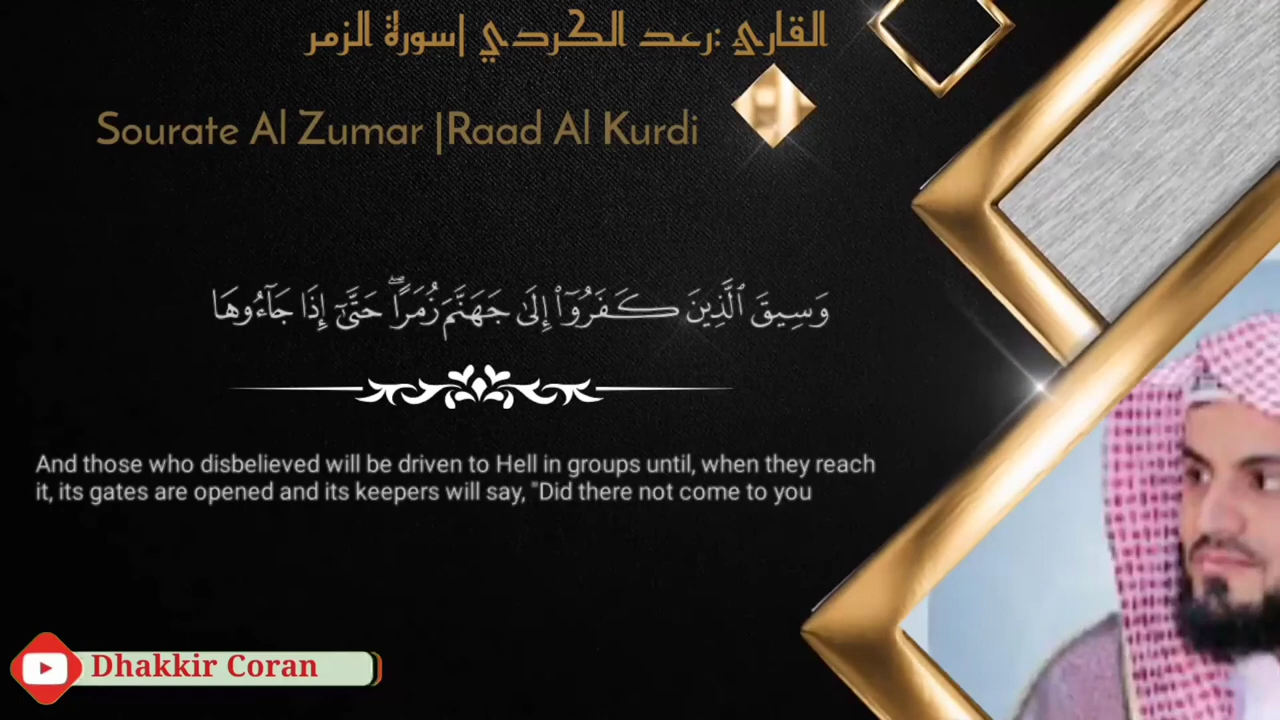 القارئ :رعد الكردي |سورة الزمر
Sourate Al Zumar |Raad Al Kurdi
وَسِيقَ ٱلَّذِينَ كَفَرُوٓا۟ إِلَىٰ جَهَنَّمَ زُمَرًا ۖ حَتَّىٰٓ إِذَا جَآءُوهَا
And those who disbelieved will be driven to Hell in groups until, when they reach
it, its gates are opened and its keepers will say, "Did there not come to you
Dhakkir Coran